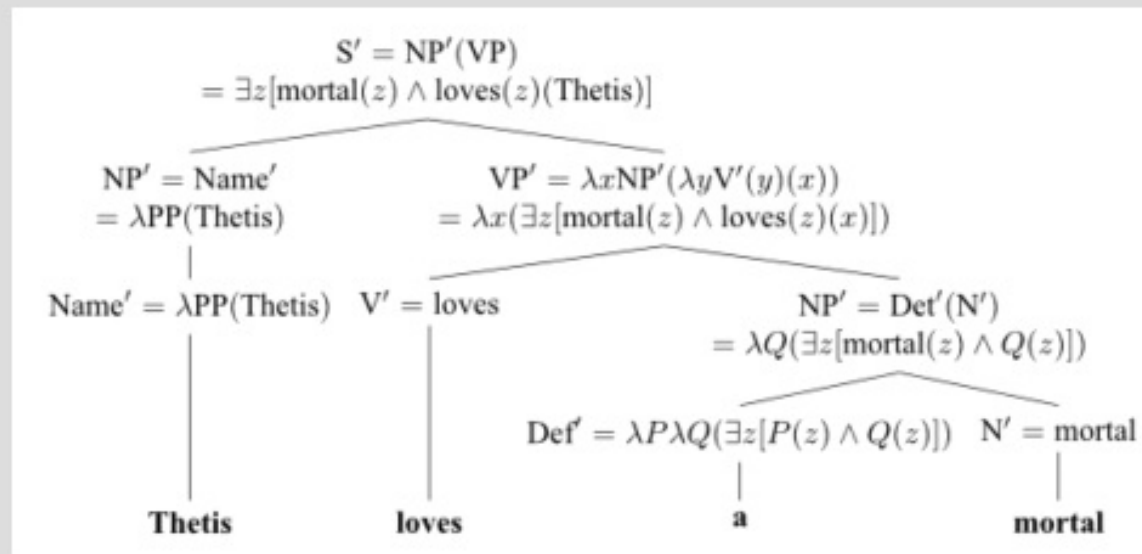 S′ = NP′(VP)
= ∃z[mortal(z) ∧ loves(z)(Thetis)]
NP′ = Name′
= λPP(Thetis)
VP′ = λxNP′(λyV′(y)(x))
= λx(∃z[mortal(z) ∧ loves(z)(x)])
Name′ = λPP(Thetis)
V′ = loves
NP′ = Det′(N′)
= λQ(∃z[mortal(z) ∧ Q(z)])
Def′ = λPλQ(∃z[P(z) ∧ Q(z)])
N′ = mortal
Thetis loves a mortal